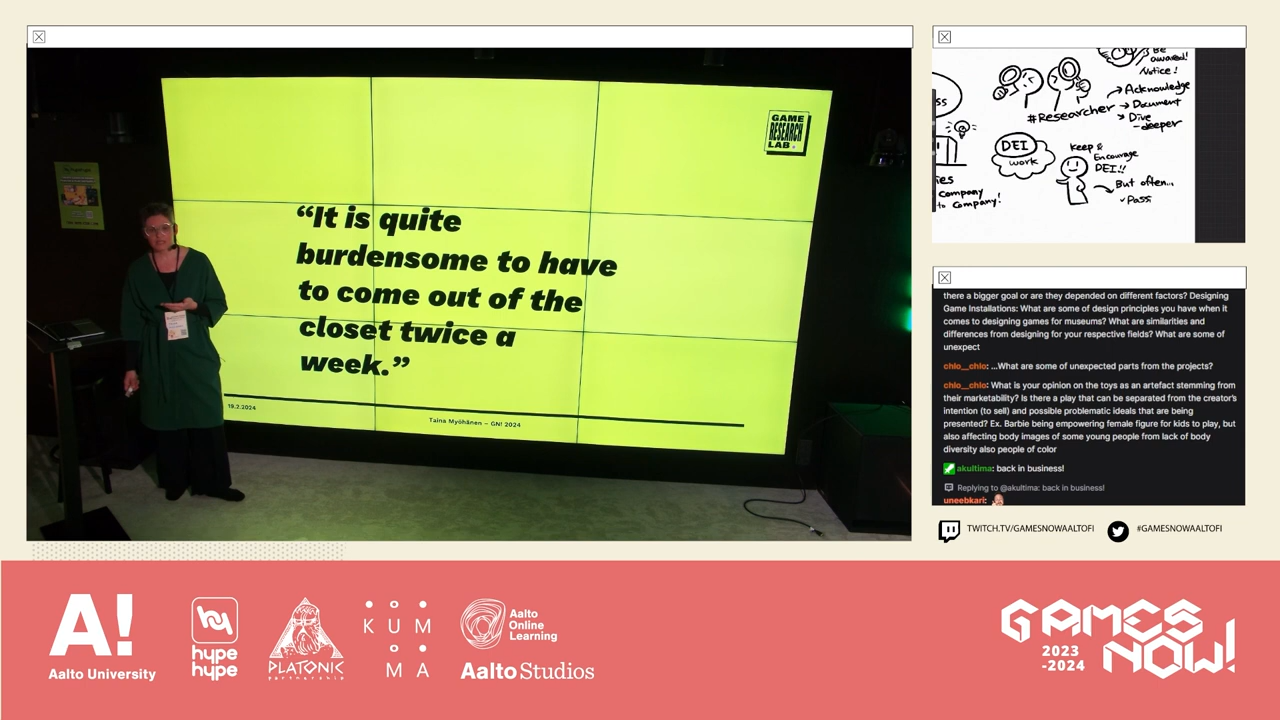 GAME
RESEARCH
LAB
“It is quite
burdensome to have
to come out of the
closet twice a
week.”
19.2.2024
Taina Myöhänen – GN! 2024
Be
aware!
Notice!
ss
#Researcher
→ Acknowledge
→ Document
→ Dive
deeper
DEI
work
Keep &
Encourage
DEI!!
ies
company
to Company!
But often...
✓ Passi
there a bigger goal or are they depended on different factors? Designing
Game Installations: What are some of design principles you have when it
comes to designing games for museums? What are similarities and
differences from designing for your respective fields? What are some of
unexpect
chlo__chlo: ...What are some of unexpected parts from the projects?
chlo__chlo: What is your opinion on the toys as an artefact stemming from
their marketability? Is there a play that can be separated from the creator's
intention (to sell) and possible problematic ideals that are being
presented? Ex. Barbie being empowering female figure for kids to play, but
also affecting body images of some young people from lack of body
diversity also people of color
akultima: back in business!
Replying to @akultima: back in business!
uneebkari:
TWITCH.TV/GAMESNOWAALTOFI
#GAMESNOWAALTOFI
A!
Aalto University
hype
hype
PLATONIC
partnership
KUM
MA
Aalto
Online
Learning
Aalto Studios
GAMES
NOW!
2023
-2024